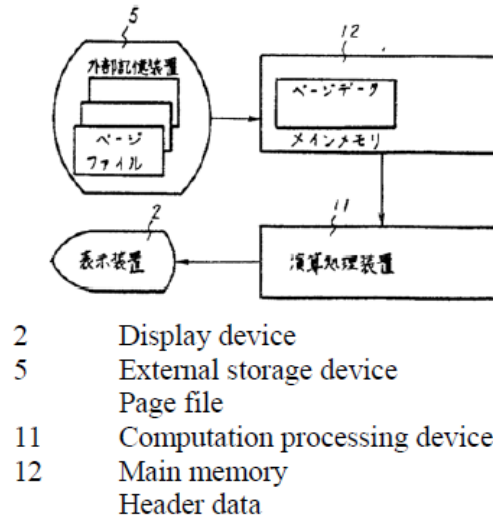 5
外部記憶装置
ページ
ファイル
12
ページデータ
メインメモリ
11
演算処理装置
2
表示装置
2 Display device
5 External storage device
Page file
11 Computation processing device
12 Main memory
Header data